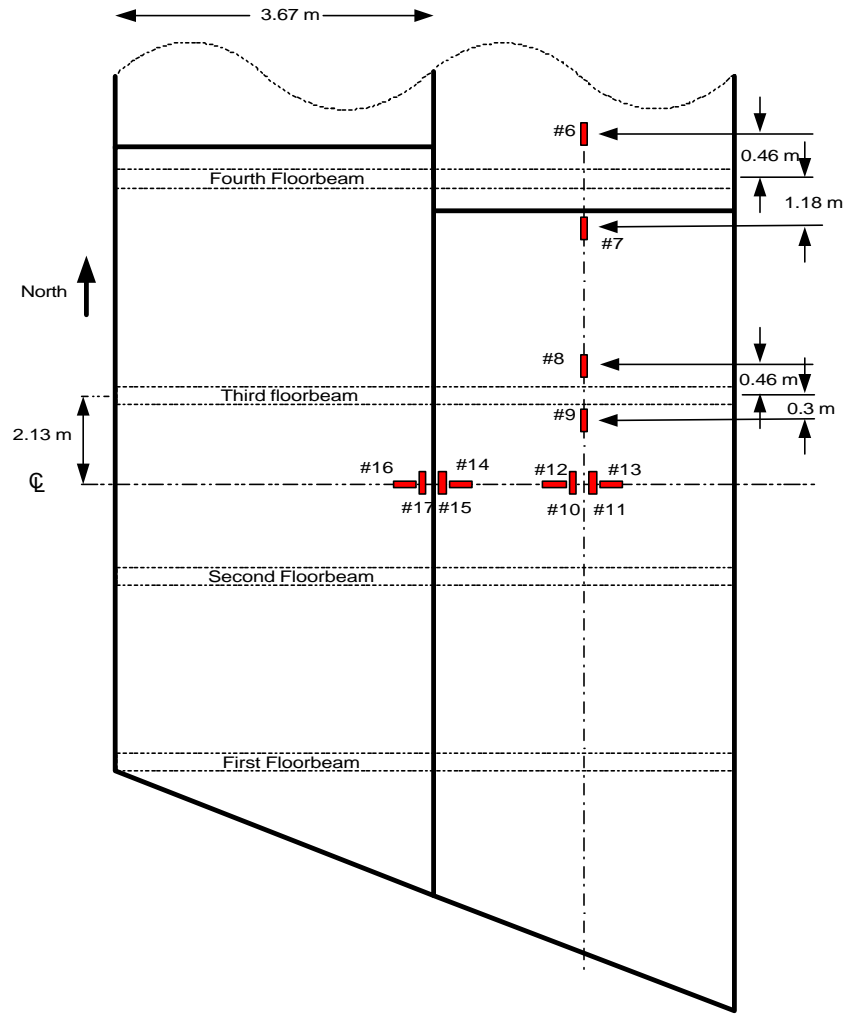 3.67 m
#6
0.46 m
Fourth Floorbeam
1.18 m
#7
North
#8
0.46 m
Third floorbeam
0.3 m
#9
2.13 m
#16
#14
#12
#13
℄
#17
#15
#10
#11
Second Floorbeam
First Floorbeam